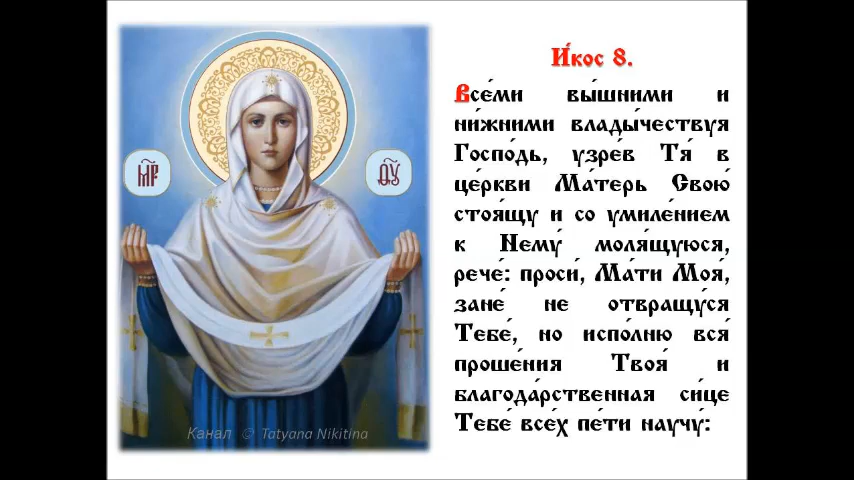 И́кос 8.
Все́ми вы́шними и
ни́жними влады́чествуя
Госпо́дь, узре́в Тя́ в
це́ркви Ма́терь Свою́
стоя́щу и со умиле́нием
к Нему́ моля́щуюся,
рече́: проси́, Ма́ти Моя́,
зане́ не отвращу́ся
Тебе́, но испо́лню вся́
проше́ния Твоя́ и
благода́рственная си́це
Тебе́ все́х пе́ти научу́:
МР
ѲУ
Канал © Tatyana Nikitina